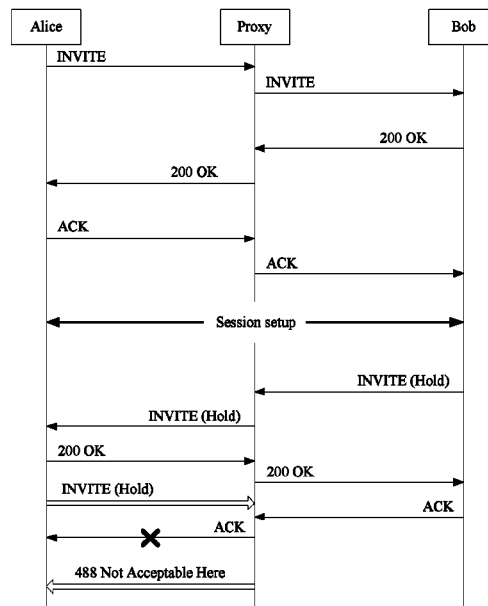 Alice
Proxy
Bob
INVITE
INVITE
200 OK
200 OK
ACK
ACK
Session setup
INVITE (Hold)
INVITE (Hold)
200 OK
200 OK
INVITE (Hold)
ACK
ACK
488 Not Acceptable Here